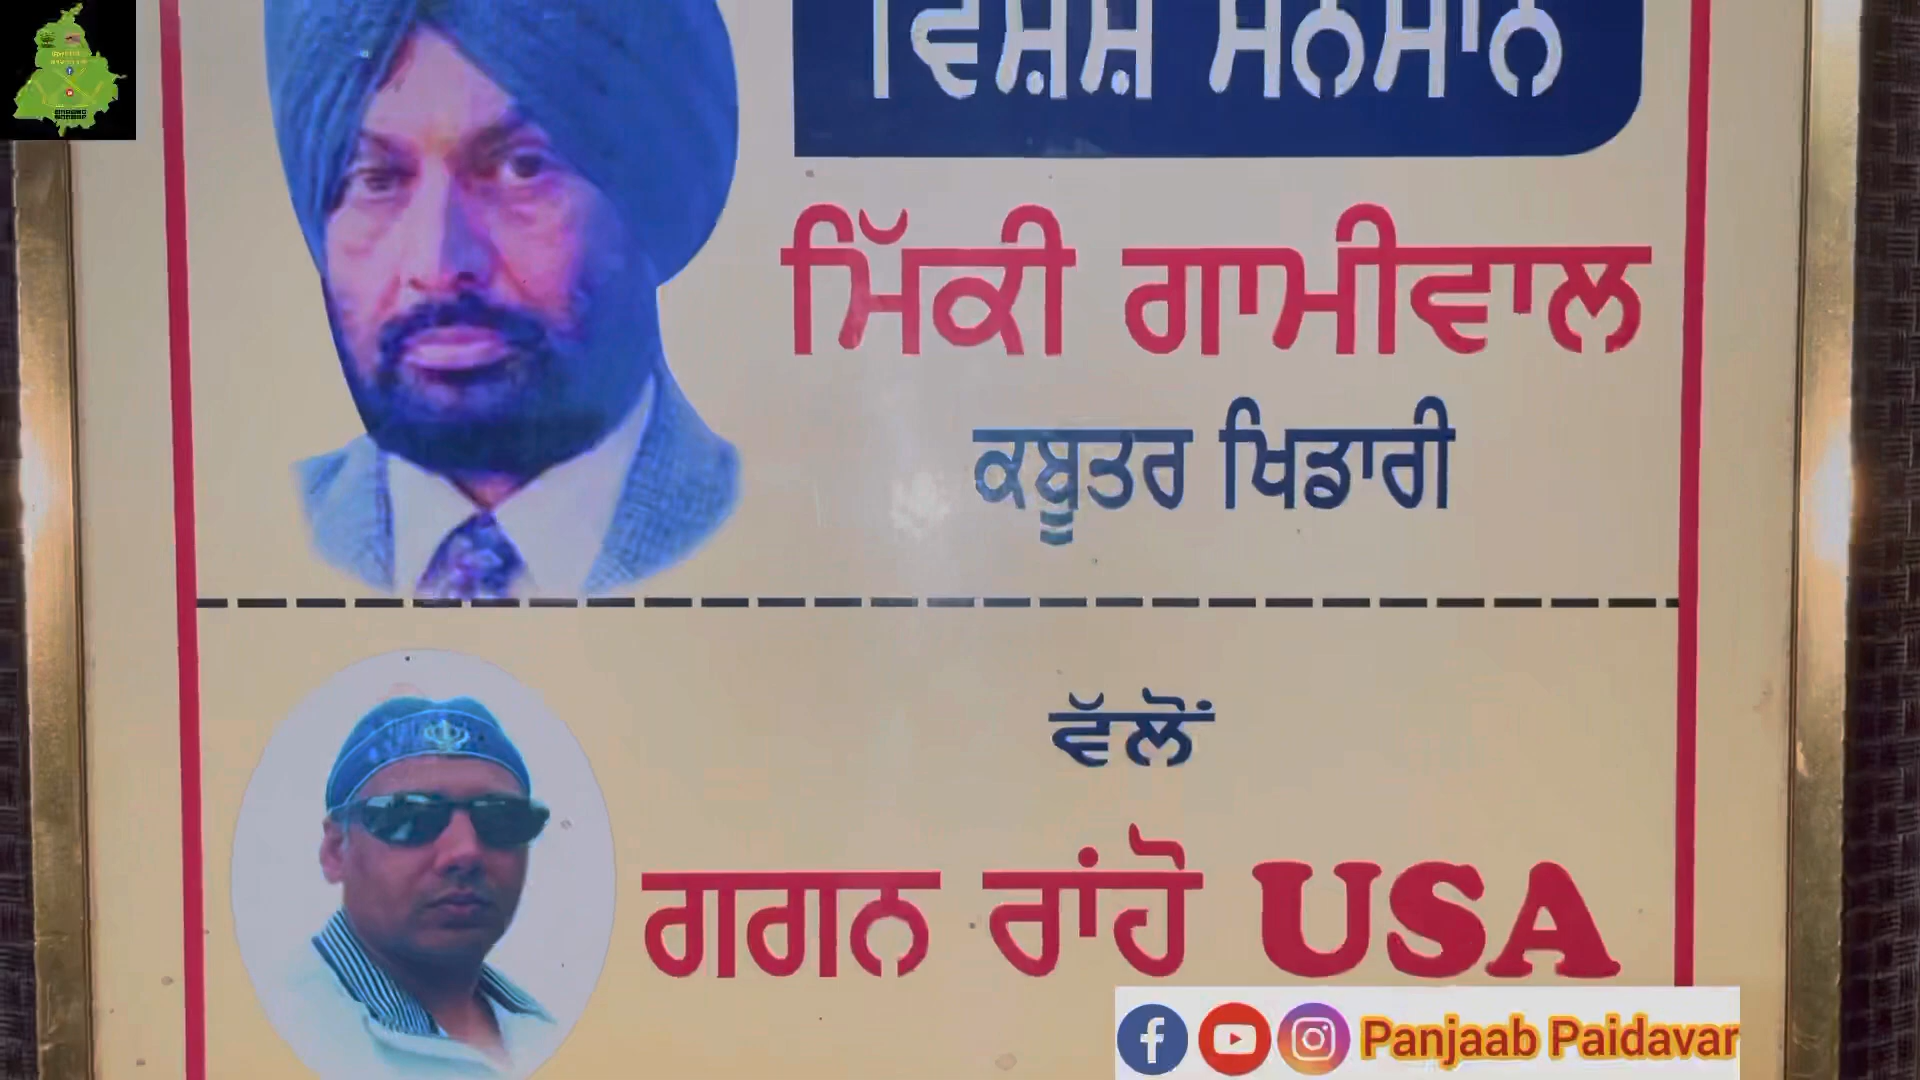 ਵਿਸ਼ੇਸ਼ ਸਨਮਾਨ
ਮਿੱਕੀ ਗਾਮੀਵਾਲ
ਕਬੂਤਰ ਖਿਡਾਰੀ
ਵੱਲੋਂ
ਗਗਨ ਰਾਂਹੋ USA
Panjaab Paidavar